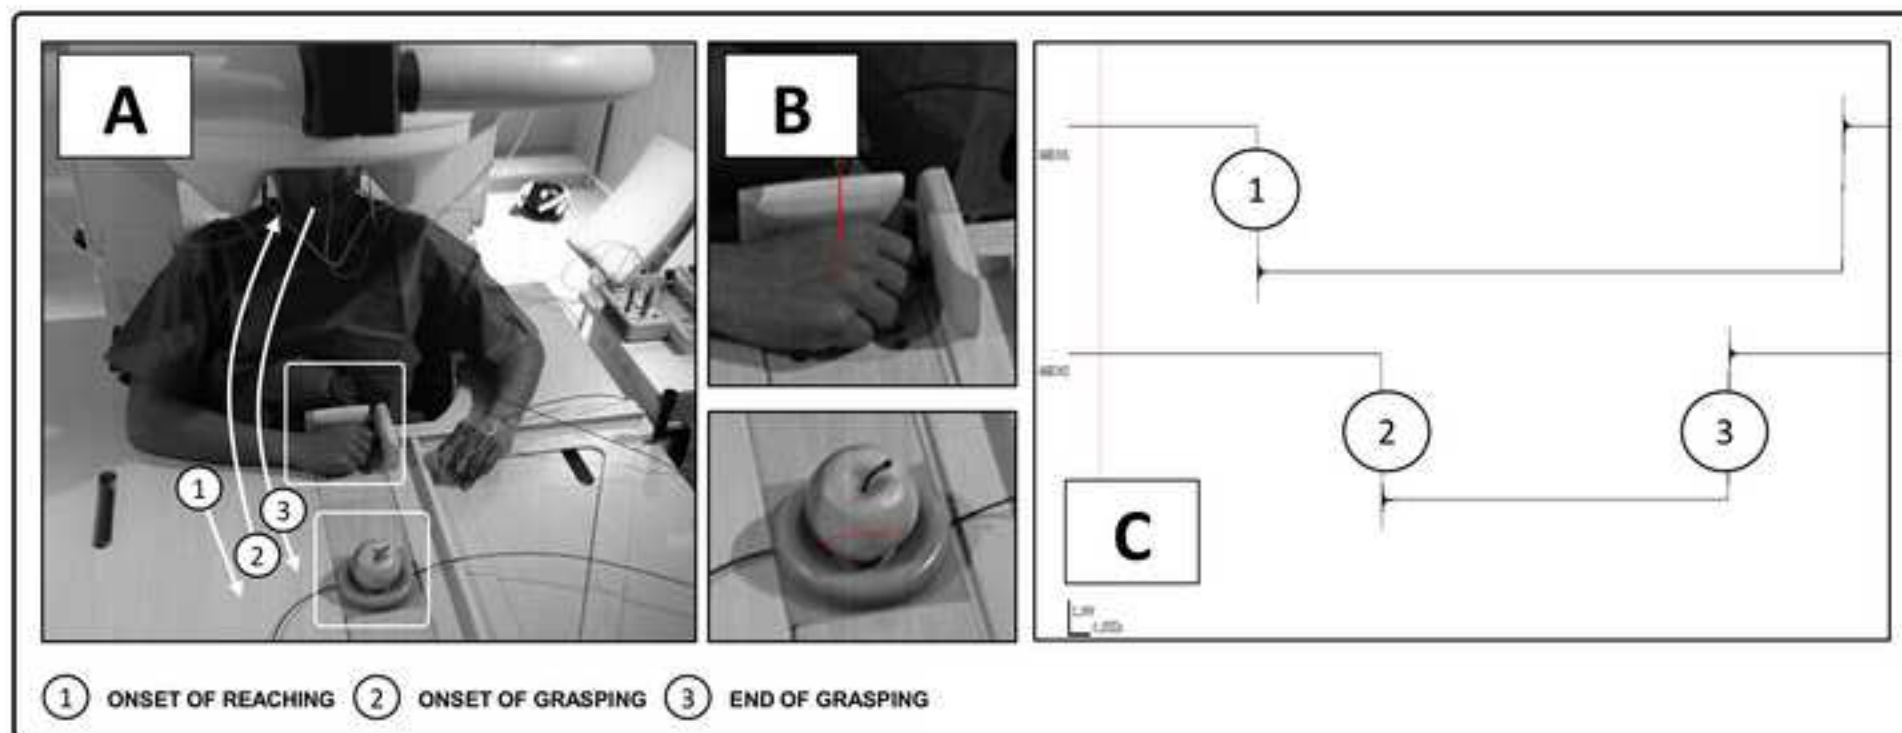 A
B
C
1
2
3
1
2
3
1 ONSET OF REACHING 2 ONSET OF GRASPING 3 END OF GRASPING